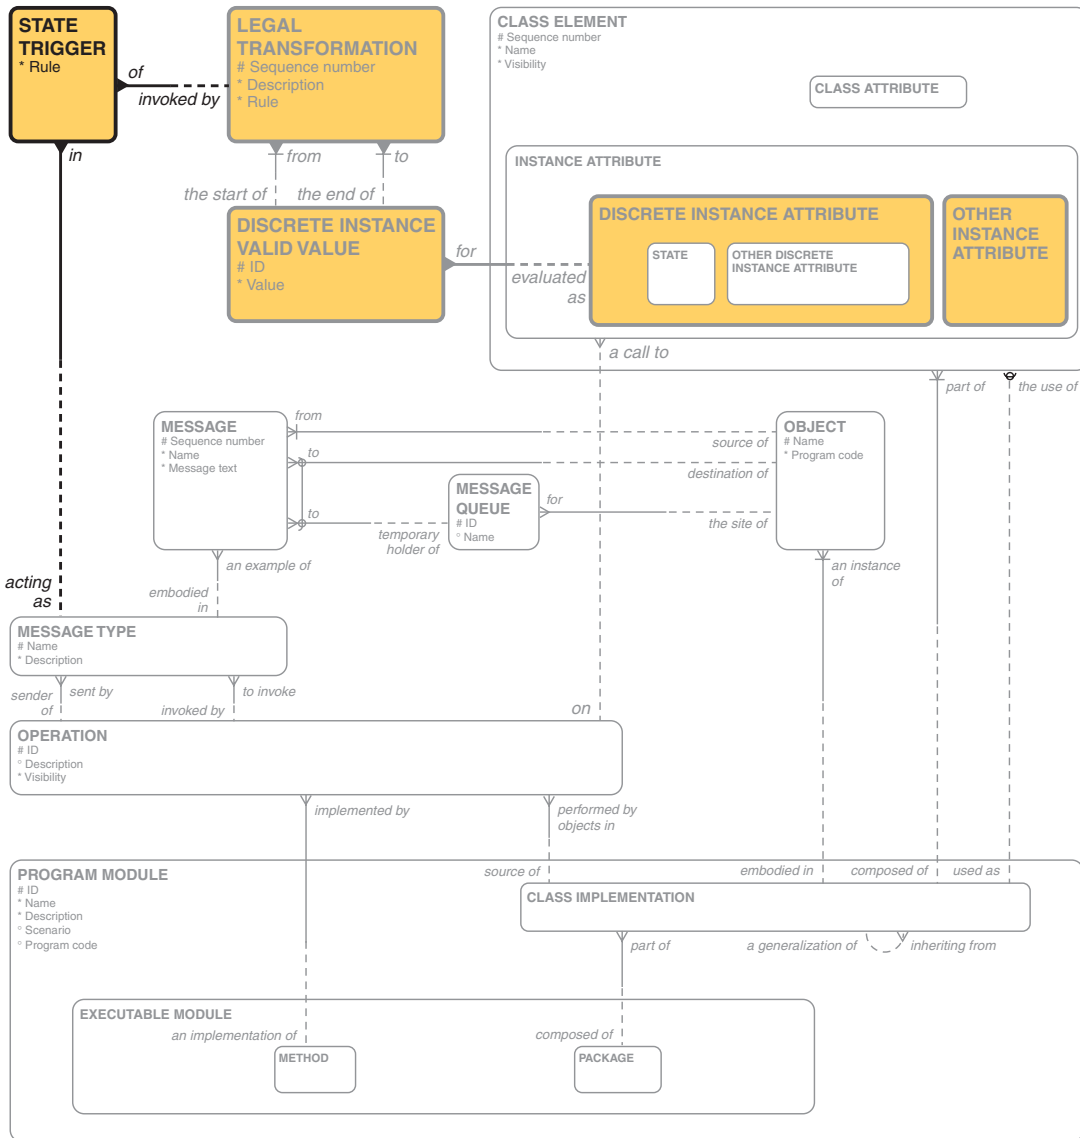 STATE
TRIGGER
* Rule
of
invoked by
in
LEGAL
TRANSFORMATION
# Sequence number
* Description
* Rule
from
to
the start of
the end of
DISCRETE INSTANCE
VALID VALUE
# ID
* Value
for
evaluated
as
CLASS ELEMENT
# Sequence number
* Name
* Visibility
CLASS ATTRIBUTE
INSTANCE ATTRIBUTE
DISCRETE INSTANCE ATTRIBUTE
STATE
OTHER DISCRETE
INSTANCE ATTRIBUTE
OTHER
INSTANCE
ATTRIBUTE
a call to
part of
the use of
MESSAGE
# Sequence number
* Name
* Message text
from
source of
to
destination of
to
temporary
holder of
MESSAGE
QUEUE
# ID
° Name
for
the site of
OBJECT
# Name
* Program code
an example of
embodied
in
an instance
of
acting
as
MESSAGE TYPE
# Name
* Description
sender
of
sent by
invoked by
to invoke
on
OPERATION
# ID
° Description
* Visibility
implemented by
performed by
objects in
PROGRAM MODULE
# ID
* Name
* Description
° Scenario
° Program code
source of
embodied in
composed of
used as
CLASS IMPLEMENTATION
part of
a generalization of
inheriting from
EXECUTABLE MODULE
an implementation of
composed of
METHOD
PACKAGE